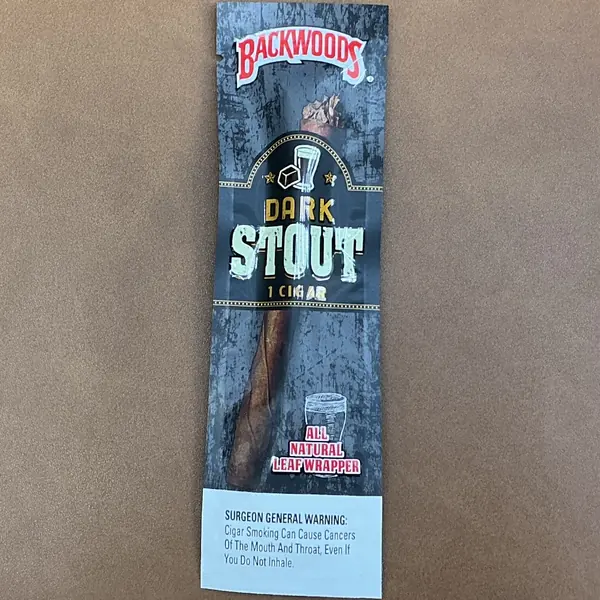 BACKWOODS
DARK
STOUT
1 CIGAR
ALL
NATURAL
LEAF WRAPPER
SURGEON GENERAL WARNING:
Cigar Smoking Can Cause Cancers
Of The Mouth And Throat, Even If
You Do Not Inhale.